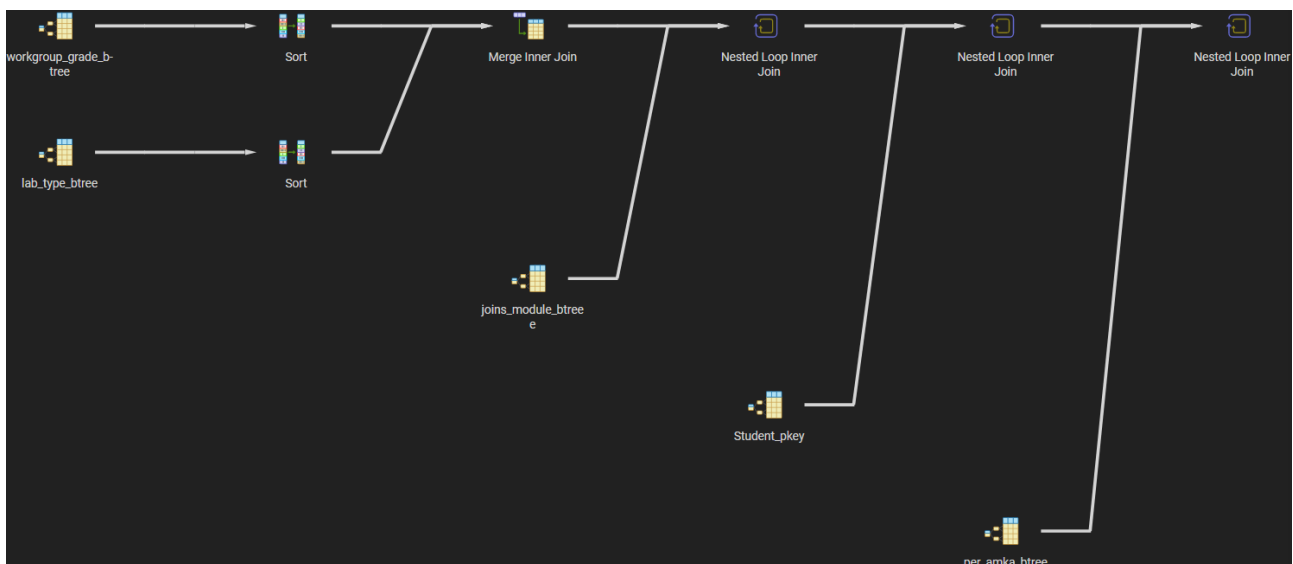 workgroup_grade_b-
tree
Sort
Merge Inner Join
Nested Loop Inner
Join
Nested Loop Inner
Join
Nested Loop Inner
Join
lab_type_btree
Sort
joins_module_btree
e
Student_pkey
per_amka_btree